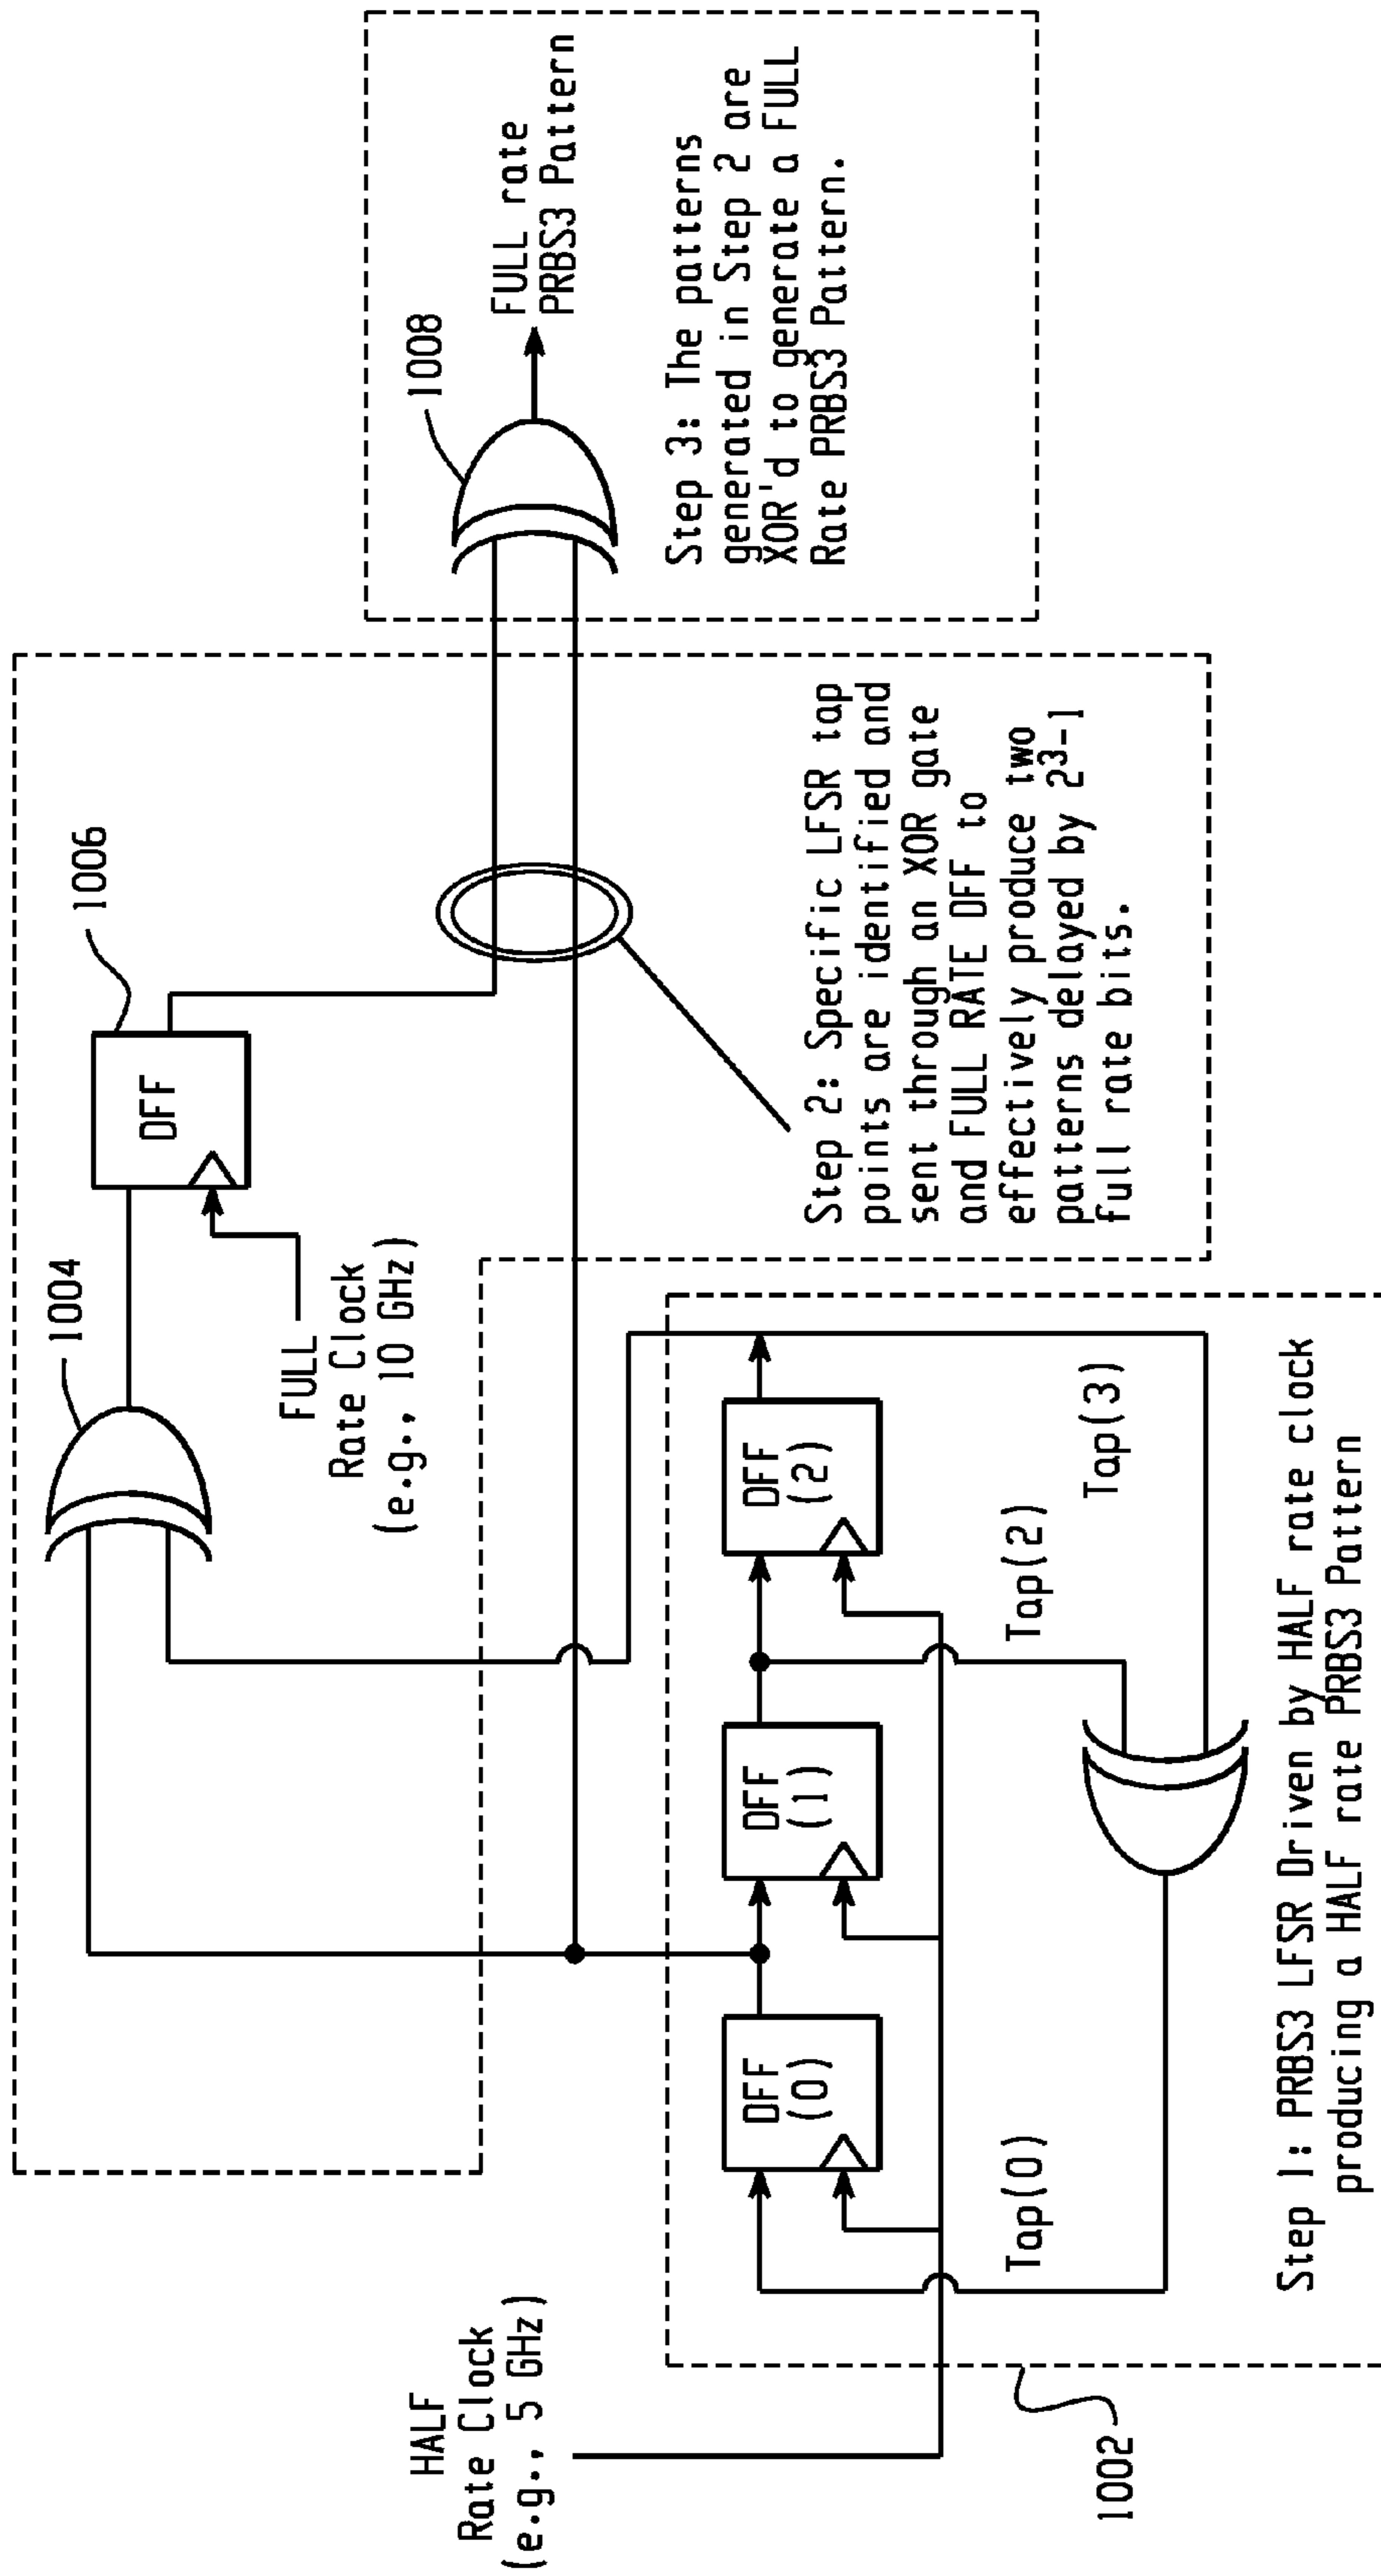 1004
1006
DFF
FULL
Rate Clock
(e.g., 10 GHz)
1008
FULL rate
PRBS3 Pattern
Step 3: The patterns
generated in Step 2 are
XOR'd to generate a FULL
Rate PRBS3 Pattern.
Step 2: Specific LFSR tap
points are identified and
sent through an XOR gate
and FULL RATE DFF to
effectively produce two
patterns delayed by 2³-1
full rate bits.
HALF
Rate Clock
(e.g., 5 GHz)
DFF
(0)
DFF
(1)
DFF
(2)
Tap(0)
Tap(2)
Tap(3)
1002
Step 1: PRBS3 LFSR Driven by HALF rate clock
producing a HALF rate PRBS3 Pattern